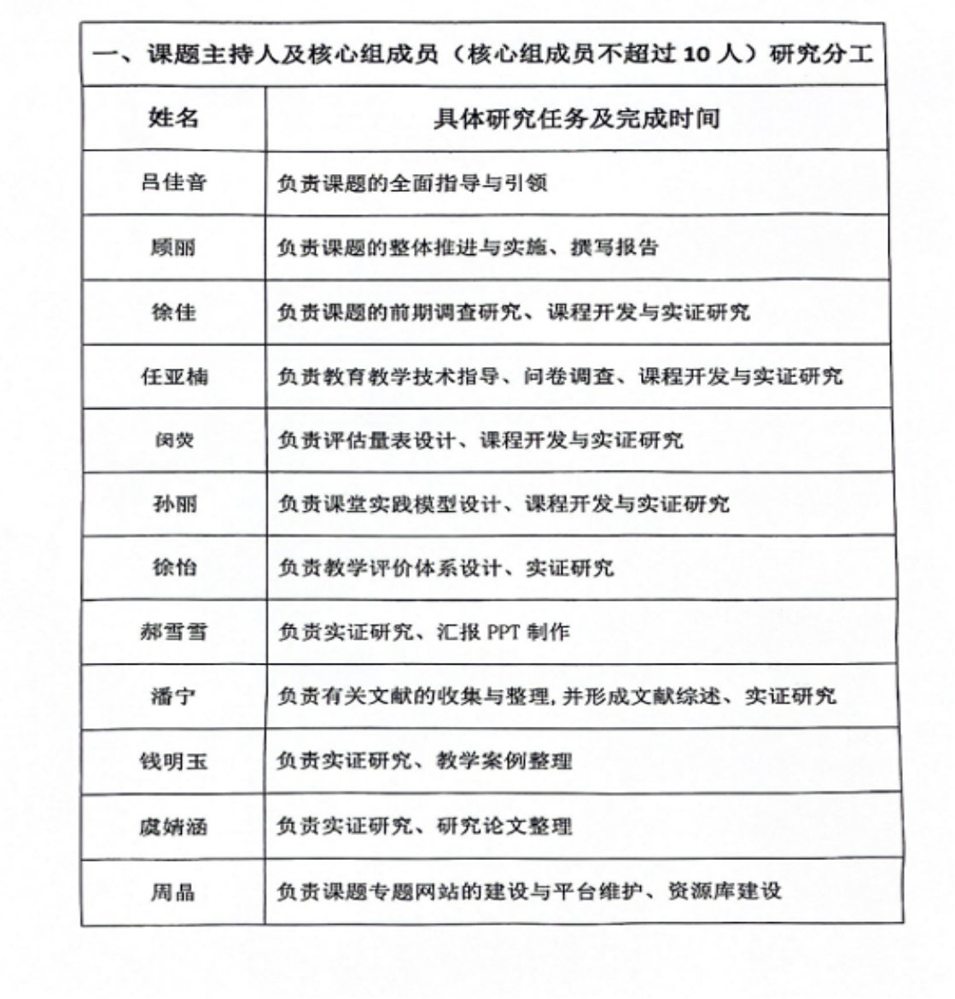 一、课题主持人及核心组成员（核心组成员不超过 10 人）研究分工
姓名 具体研究任务及完成时间
吕佳音 负责课题的全面指导与引领
顾丽 负责课题的整体推进与实施、撰写报告
徐佳 负责课题的前期调查研究、课程开发与实证研究
任亚楠 负责教育教学技术指导、问卷调查、课程开发与实证研究
闵荧 负责评估量表设计、课程开发与实证研究
孙丽 负责课堂实践模型设计、课程开发与实证研究
徐怡 负责教学评价体系设计、实证研究
郝雪雪 负责实证研究、汇报 PPT 制作
潘宁 负责有关文献的收集与整理,并形成文献综述、实证研究
钱明玉 负责实证研究、教学案例整理
虞婧涵 负责实证研究、研究论文整理
周晶 负责课题专题网站的建设与平台维护、资源库建设